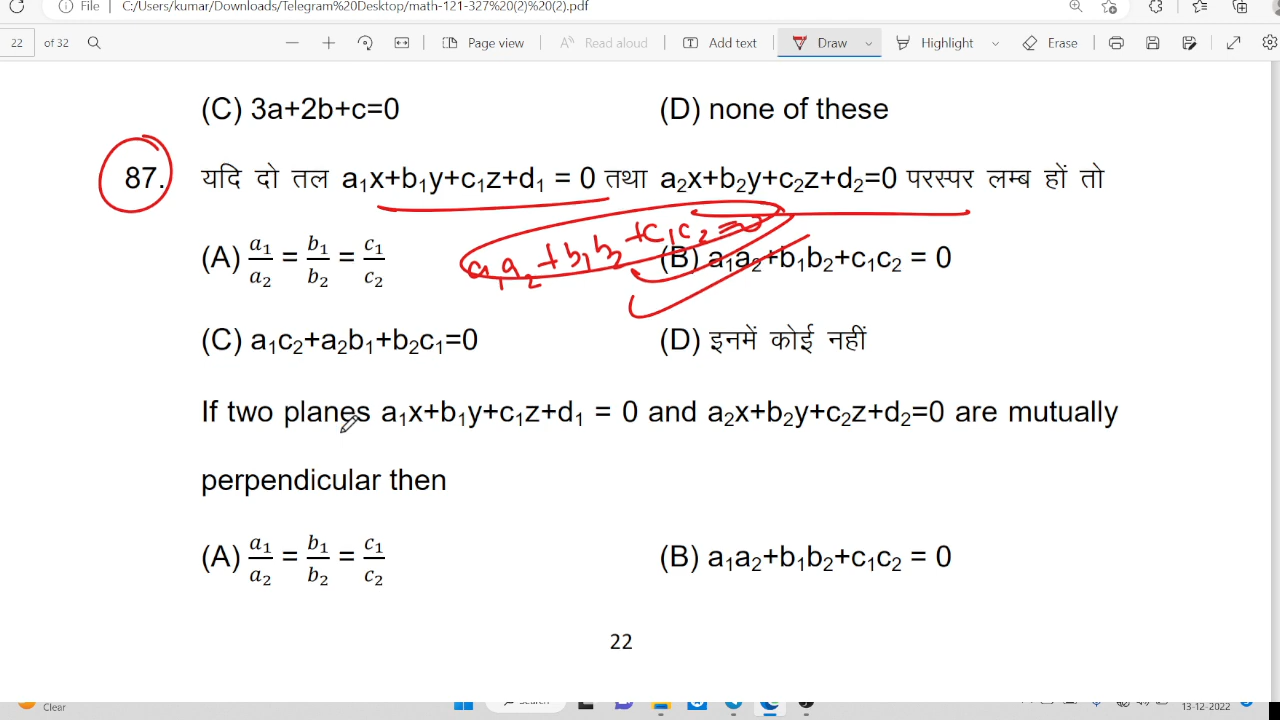 File | C:/Users/kumar/Downloads/Telegram%20Desktop/math-121-327%20(2)%20(2).pdf
22 of 32 Page view Read aloud Add text Draw Highlight Erase
(C) 3a+2b+c=0 (D) none of these
87. यदि दो तल a₁x+b₁y+c₁z+d₁ = 0 तथा a₂x+b₂y+c₂z+d₂=0 परस्पर लम्ब हों तो
a₁a₂+b₁b₂+c₁c₂=0
(A) a₁/a₂ = b₁/b₂ = c₁/c₂ (B) a₁a₂+b₁b₂+c₁c₂ = 0
(C) a₁c₂+a₂b₁+b₂c₁=0 (D) इनमें कोई नहीं
If two planes a₁x+b₁y+c₁z+d₁ = 0 and a₂x+b₂y+c₂z+d₂=0 are mutually
perpendicular then
(A) a₁/a₂ = b₁/b₂ = c₁/c₂ (B) a₁a₂+b₁b₂+c₁c₂ = 0
22
Clear 13-12-2022